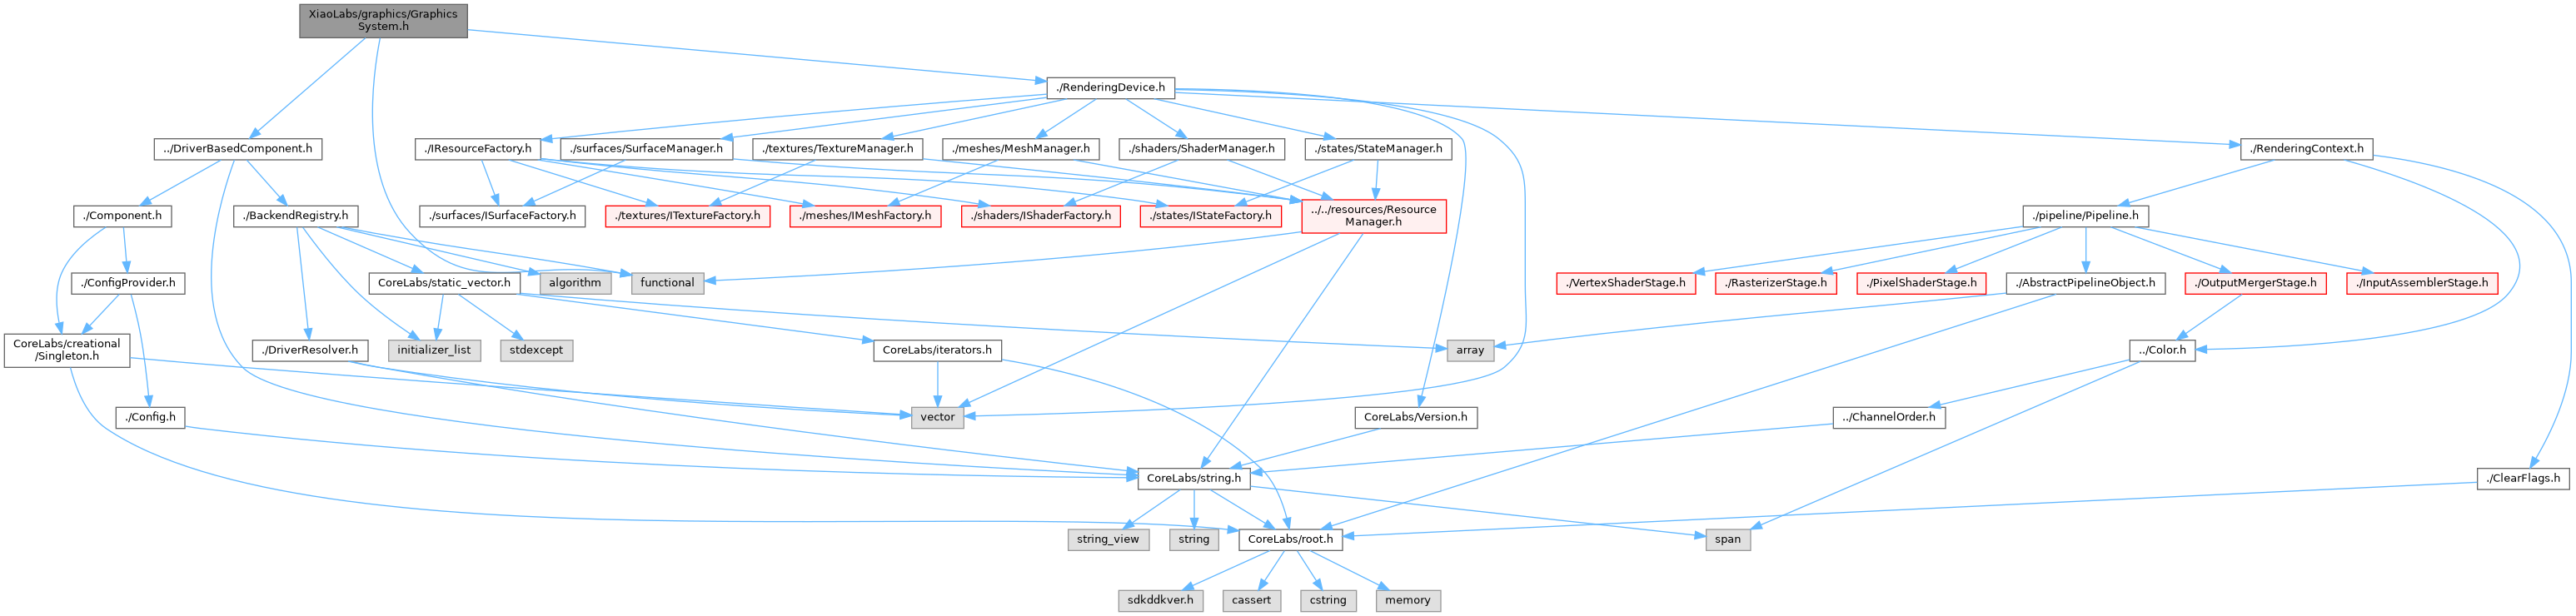 XiaoLabs/graphics/Graphics
System.h
./RenderingDevice.h
../DriverBasedComponent.h
./IResourceFactory.h
./surfaces/SurfaceManager.h
./textures/TextureManager.h
./meshes/MeshManager.h
./shaders/ShaderManager.h
./states/StateManager.h
./RenderingContext.h
./Component.h
./BackendRegistry.h
./surfaces/ISurfaceFactory.h
./textures/ITextureFactory.h
./meshes/IMeshFactory.h
./shaders/IShaderFactory.h
./states/IStateFactory.h
../../resources/Resource
Manager.h
./pipeline/Pipeline.h
./ConfigProvider.h
CoreLabs/static_vector.h
algorithm
functional
./VertexShaderStage.h
./RasterizerStage.h
./PixelShaderStage.h
./AbstractPipelineObject.h
./OutputMergerStage.h
./InputAssemblerStage.h
CoreLabs/creational
/Singleton.h
./DriverResolver.h
initializer_list
stdexcept
CoreLabs/iterators.h
array
../Color.h
./Config.h
vector
CoreLabs/Version.h
../ChannelOrder.h
CoreLabs/string.h
./ClearFlags.h
string_view
string
CoreLabs/root.h
span
sdkddkver.h
cassert
cstring
memory